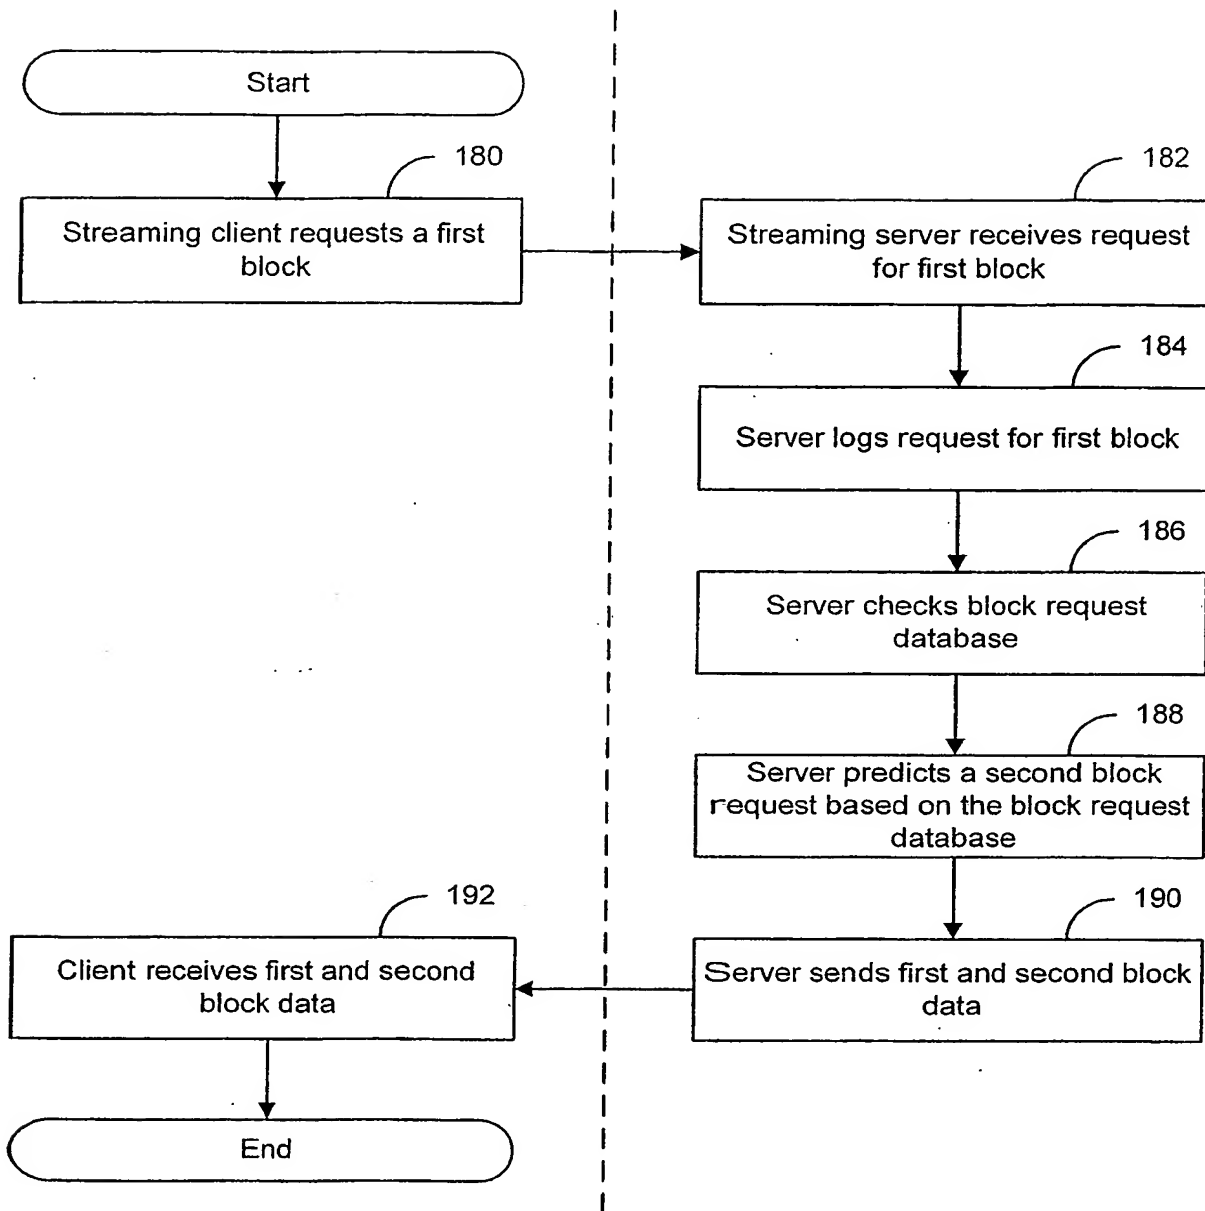 Start
180
Streaming client requests a first
block
182
Streaming server receives request
for first block
184
Server logs request for first block
186
Server checks block request
database
188
Server predicts a second block
request based on the block request
database
190
Server sends first and second block
data
192
Client receives first and second
block data
End